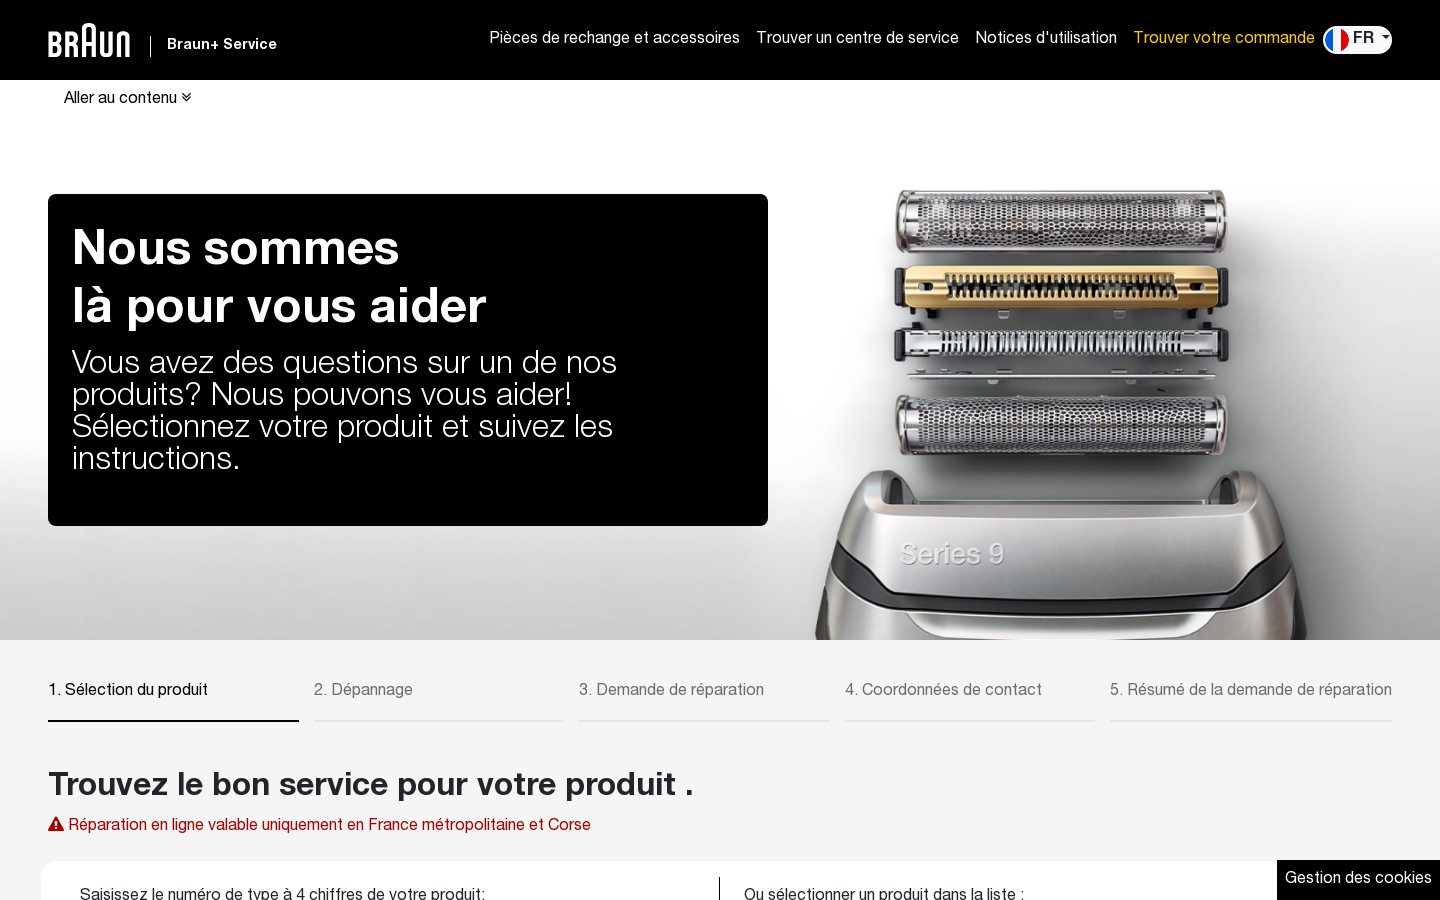 BRAUN
Braun+ Service
Pièces de rechange et accessoires
Trouver un centre de service
Notices d'utilisation
Trouver votre commande
FR
Aller au contenu
Nous sommes
là pour vous aider
Vous avez des questions sur un de nos
produits? Nous pouvons vous aider!
Sélectionnez votre produit et suivez les
instructions.
Series 9
1. Sélection du produit
2. Dépannage
3. Demande de réparation
4. Coordonnées de contact
5. Résumé de la demande de réparation
Trouvez le bon service pour votre produit .
Réparation en ligne valable uniquement en France métropolitaine et Corse
Saisissez le numéro de type à 4 chiffres de votre produit:
Ou sélectionner un produit dans la liste :
Gestion des cookies